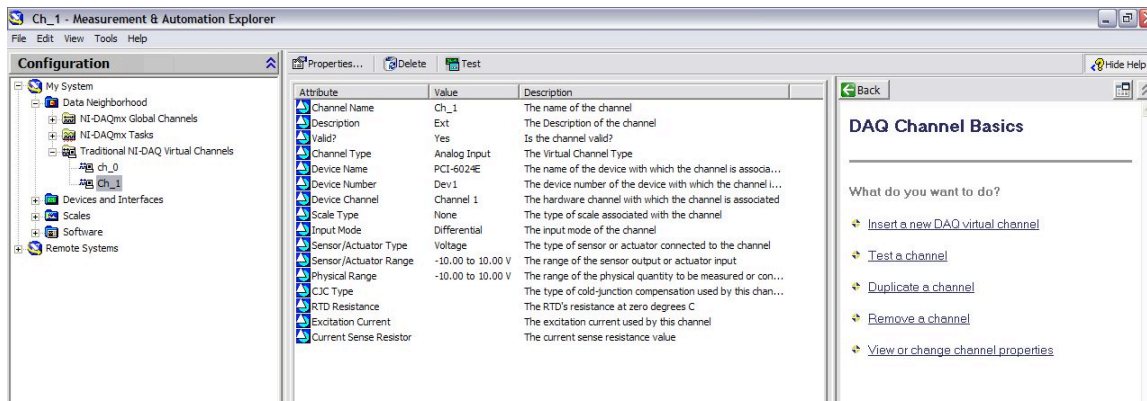 Ch_1 - Measurement & Automation Explorer
File Edit View Tools Help
Configuration
My System
Data Neighborhood
NI-DAQmx Global Channels
NI-DAQmx Tasks
Traditional NI-DAQ Virtual Channels
ch_0
Ch_1
Devices and Interfaces
Scales
Software
Remote Systems
Properties... Delete Test
Hide Help
Attribute Value Description
Channel Name Ch_1 The name of the channel
Description Ext The Description of the channel
Valid? Yes Is the channel valid?
Channel Type Analog Input The Virtual Channel Type
Device Name PCI-6024E The name of the device with which the channel is associa...
Device Number Dev1 The device number of the device with which the channel i...
Device Channel Channel 1 The hardware channel with which the channel is associated
Scale Type None The type of scale associated with the channel
Input Mode Differential The input mode of the channel
Sensor/Actuator Type Voltage The type of sensor or actuator connected to the channel
Sensor/Actuator Range -10.00 to 10.00 V The range of the sensor output or actuator input
Physical Range -10.00 to 10.00 V The range of the physical quantity to be measured or con...
CJC Type The type of cold-junction compensation used by this chan...
RTD Resistance The RTD's resistance at zero degrees C
Excitation Current The excitation current used by this channel
Current Sense Resistor The current sense resistance value
Back
DAQ Channel Basics
What do you want to do?
Insert a new DAQ virtual channel
Test a channel
Duplicate a channel
Remove a channel
View or change channel properties